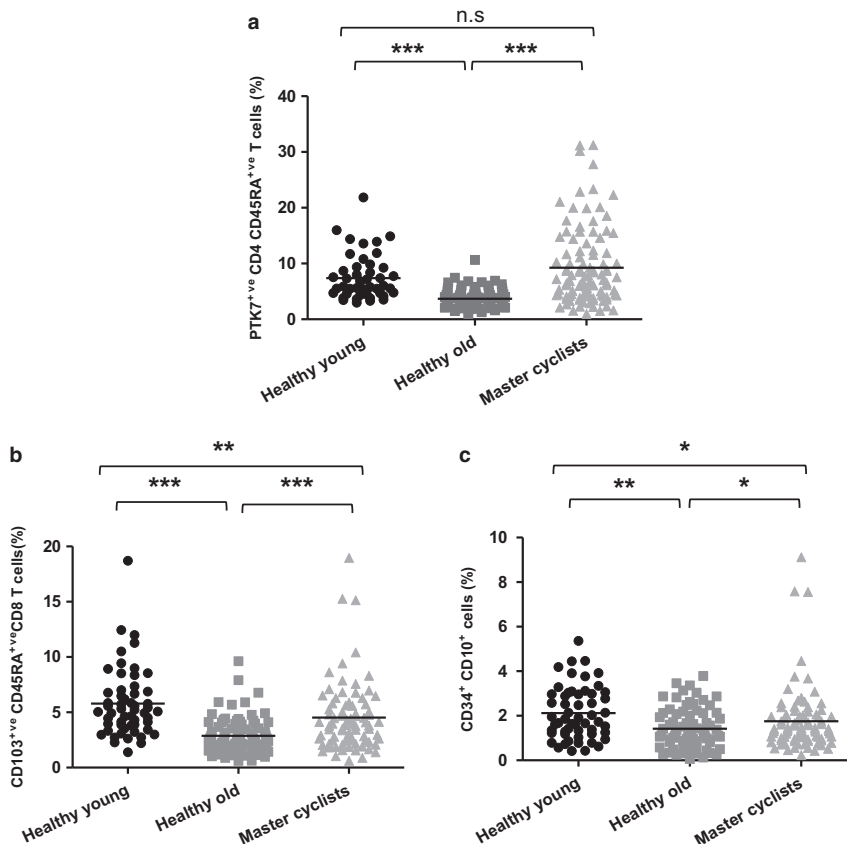 a
n.s
*** ***
PTK7+ve CD4 CD45RA+ve T cells (%)
40
30
20
10
0
Healthy young
Healthy old
Master cyclists
b
**
*** ***
CD103+ve CD45RA+veCD8 T cells(%)
20
15
10
5
0
Healthy young
Healthy old
Master cyclists
c
*
** *
CD34+ CD10+ cells (%)
10
8
6
4
2
0
Healthy young
Healthy old
Master cyclists